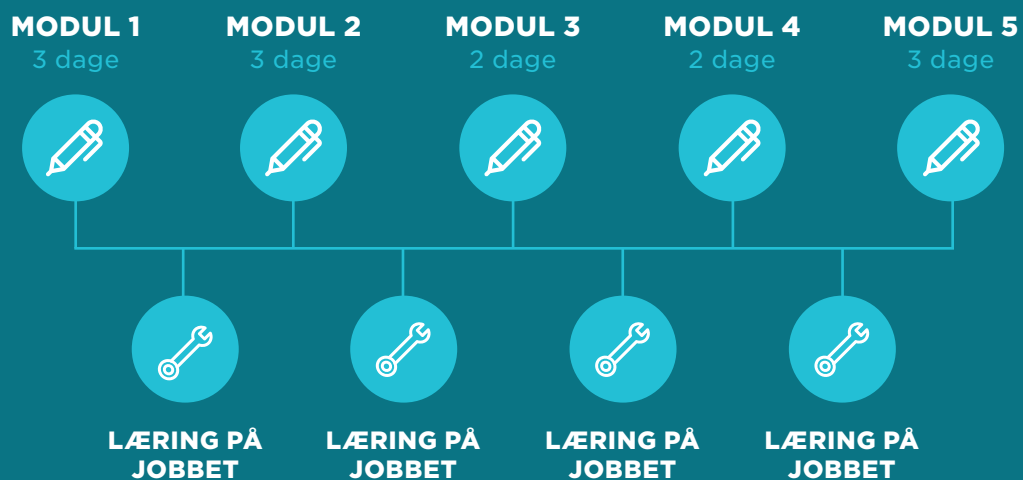 MODUL 1
3 dage
MODUL 2
3 dage
MODUL 3
2 dage
MODUL 4
2 dage
MODUL 5
3 dage
LÆRING PÅ
JOBBET
LÆRING PÅ
JOBBET
LÆRING PÅ
JOBBET
LÆRING PÅ
JOBBET